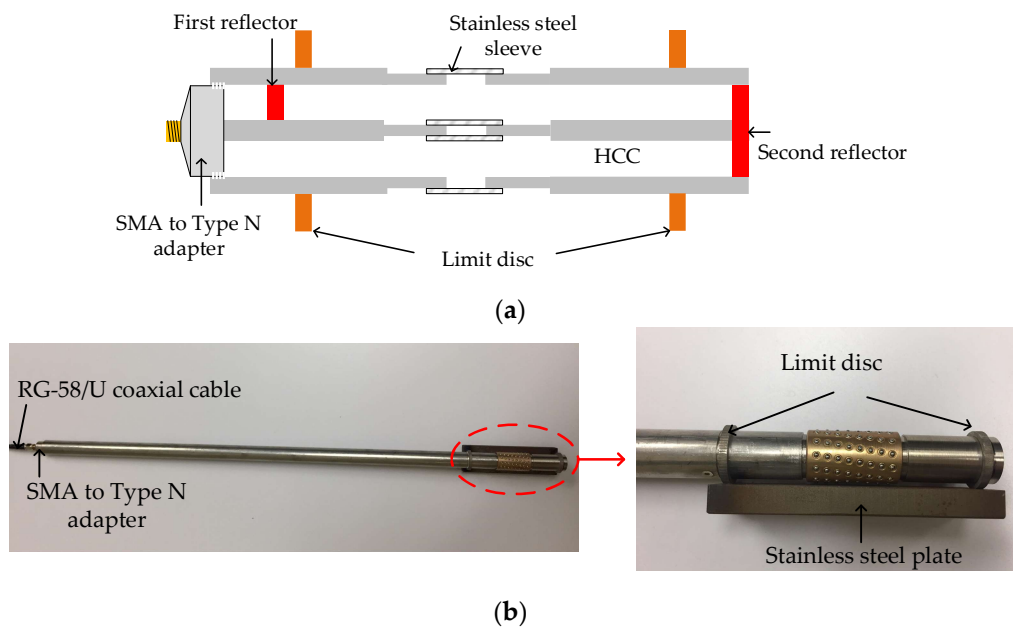 (a)
First reflector
Stainless steel
sleeve
HCC
Second reflector
SMA to Type N
adapter
Limit disc
(a)
RG-58/U coaxial cable
SMA to Type N
adapter
Limit disc
Stainless steel plate
(b)